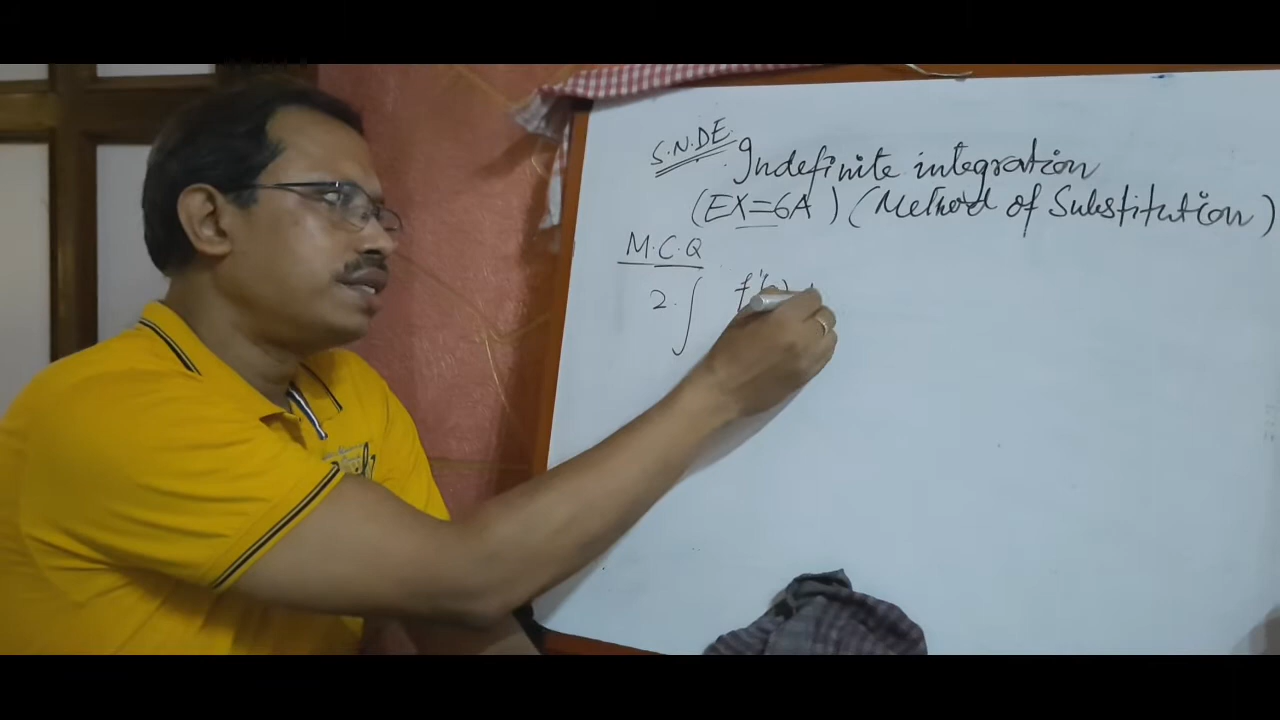 S.N.DE. Indefinite integration
(EX=6A) (Method of Substitution)
M.C.Q
2. ∫ f'(